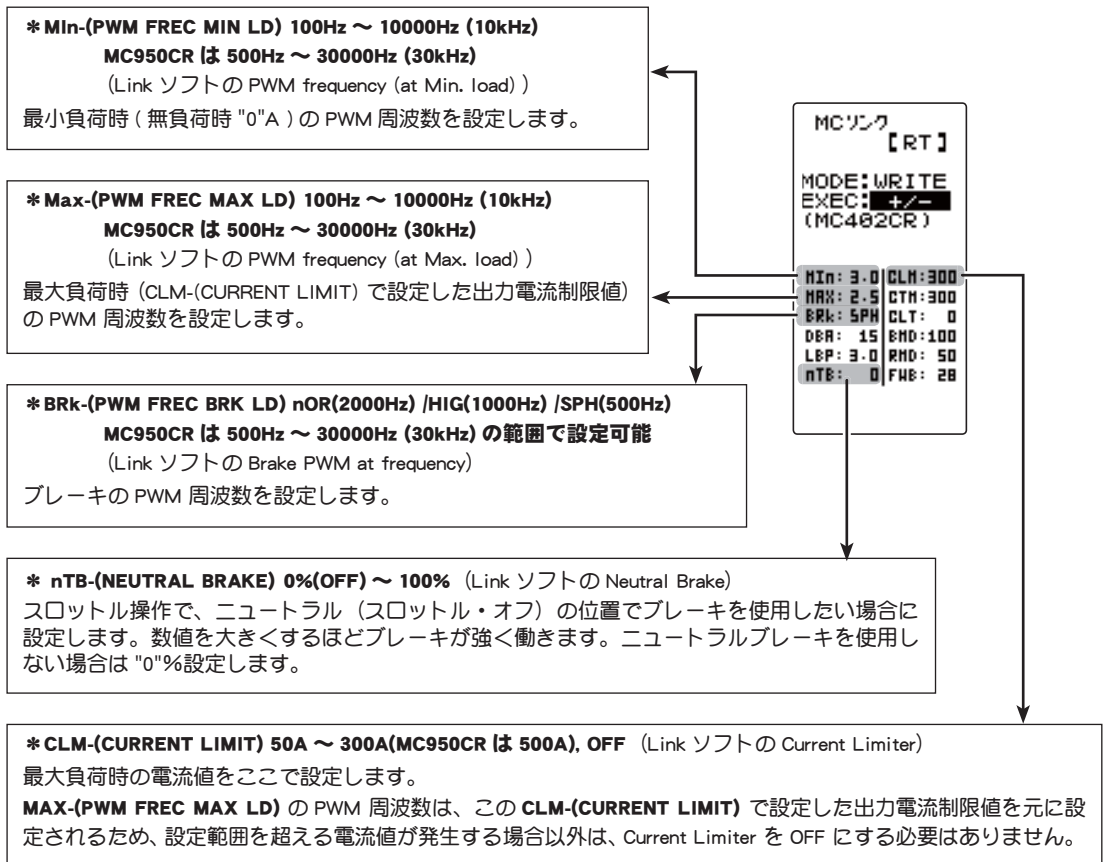 ＊MIn-(PWM FREC MIN LD) 100Hz ～ 10000Hz (10kHz)
MC950CR は 500Hz ～ 30000Hz (30kHz)
（Link ソフトの PWM frequency (at Min. load)）
最小負荷時 ( 無負荷時 "0"A ) の PWM 周波数を設定します。
＊Max-(PWM FREC MAX LD) 100Hz ～ 10000Hz (10kHz)
MC950CR は 500Hz ～ 30000Hz (30kHz)
（Link ソフトの PWM frequency (at Max. load)）
最大負荷時（CLM-(CURRENT LIMIT) で設定した出力電流制限値）
の PWM 周波数を設定します。
＊BRk-(PWM FREC BRK LD) nOR(2000Hz) /HIG(1000Hz) /SPH(500Hz)
MC950CR は 500Hz ～ 30000Hz (30kHz) の範囲で設定可能
（Link ソフトの Brake PWM at frequency）
ブレーキの PWM 周波数を設定します。
＊ nTB-(NEUTRAL BRAKE) 0%(OFF) ～ 100%（Link ソフトの Neutral Brake）
スロットル操作で、ニュートラル（スロットル・オフ）の位置でブレーキを使用したい場合に
設定します。数値を大きくするほどブレーキが強く働きます。ニュートラルブレーキを使用し
ない場合は "0"%設定します。
＊CLM-(CURRENT LIMIT) 50A ～ 300A(MC950CR は 500A), OFF（Link ソフトの Current Limiter）
最大負荷時の電流値をここで設定します。
MAX-(PWM FREC MAX LD) の PWM 周波数は、この CLM-(CURRENT LIMIT) で設定した出力電流制限値を元に設
定されるため、設定範囲を超える電流値が発生する場合以外は、Current Limiter を OFF にする必要はありません。
MCリンク
【RT】
MODE:WRITE
EXEC: +/-
(MC402CR)
MIn: 3.0 CLM:300
MAX: 2.5 CTM:300
BRk: SPH CLT: 0
DBA: 15 BMD:100
LBP: 3.0 RMD: 50
nTB: 0 FWB: 28